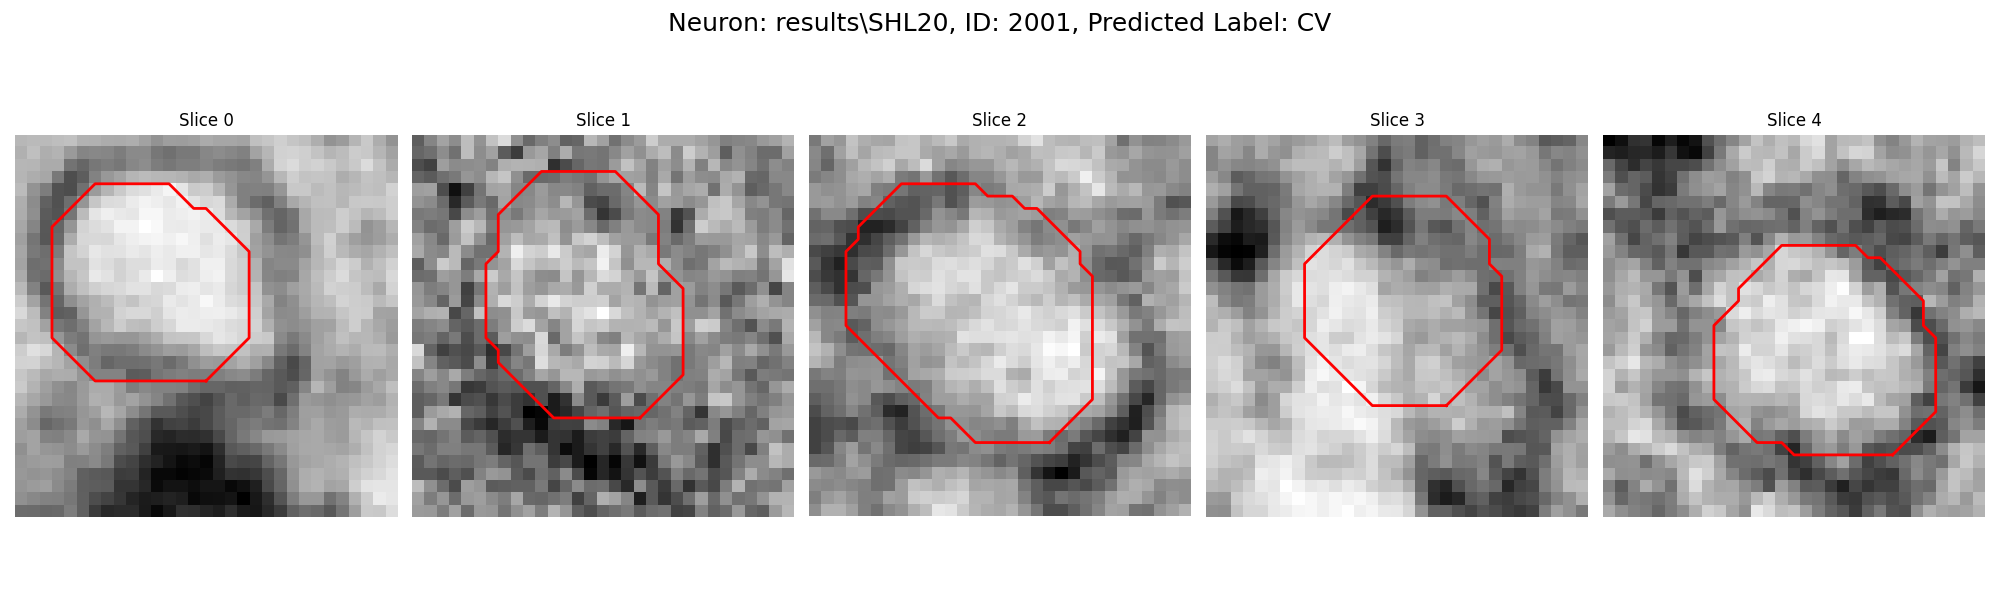 Neuron: results\SHL20, ID: 2001, Predicted Label: CV
Slice 0
Slice 1
Slice 2
Slice 3
Slice 4